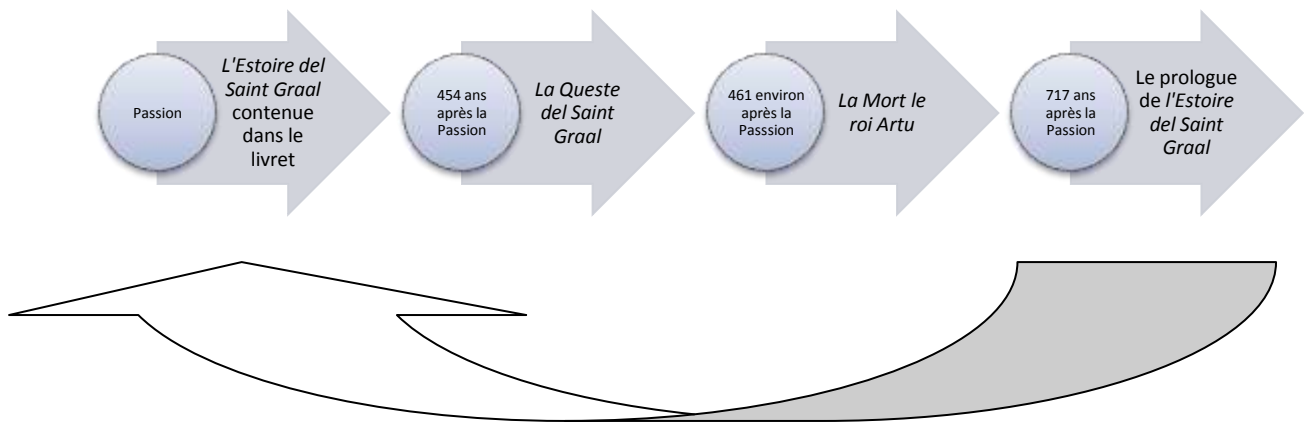 Passion
L'Estoire del
Saint Graal
contenue
dans le
livret
454 ans
après la
Passion
La Queste
del Saint
Graal
461 environ
après la
Passsion
La Mort le
roi Artu
717 ans
après la
Passion
Le prologue
de l'Estoire
del Saint
Graal